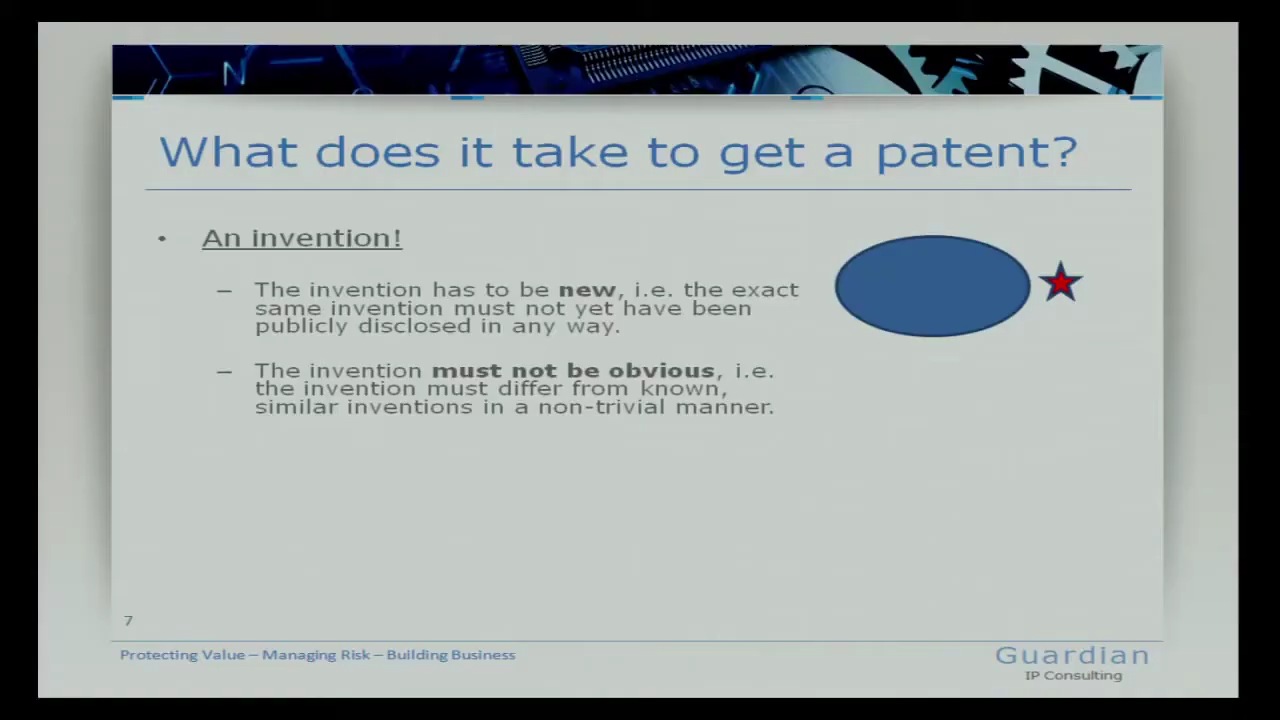 N
What does it take to get a patent?
• An invention!
– The invention has to be new, i.e. the exact
same invention must not yet have been
publicly disclosed in any way.
– The invention must not be obvious, i.e.
the invention must differ from known,
similar inventions in a non-trivial manner.
7
Protecting Value – Managing Risk – Building Business
Guardian
IP Consulting